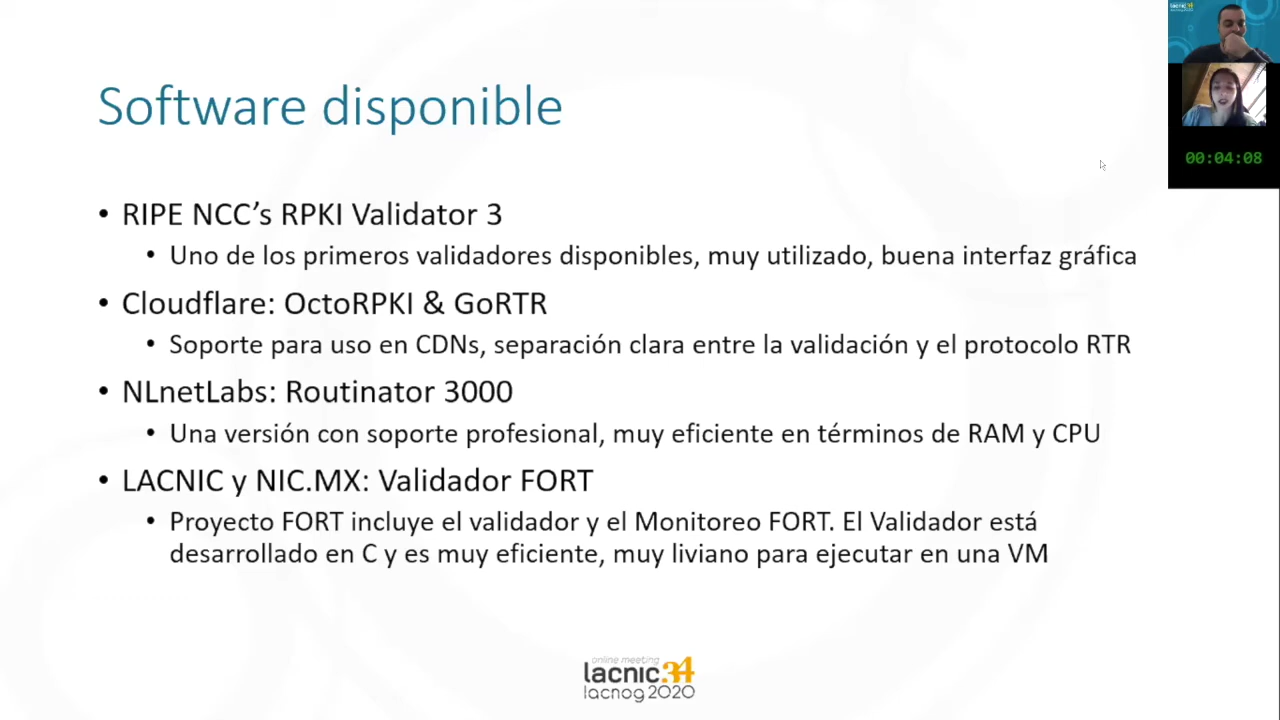 Software disponible
• RIPE NCC’s RPKI Validator 3
• Uno de los primeros validadores disponibles, muy utilizado, buena interfaz gráfica
• Cloudflare: OctoRPKI & GoRTR
• Soporte para uso en CDNs, separación clara entre la validación y el protocolo RTR
• NLnetLabs: Routinator 3000
• Una versión con soporte profesional, muy eficiente en términos de RAM y CPU
• LACNIC y NIC.MX: Validador FORT
• Proyecto FORT incluye el validador y el Monitoreo FORT. El Validador está
desarrollado en C y es muy eficiente, muy liviano para ejecutar en una VM
online meeting
lacnic34
lacnog2020
lacnic34
00:04:08